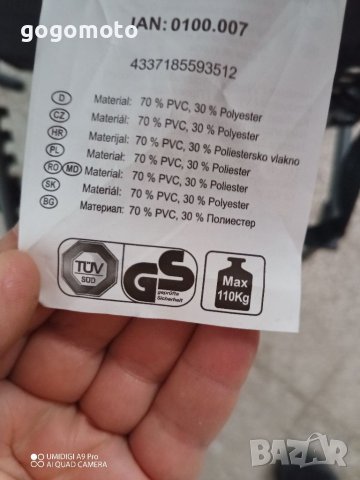 gogomoto
IAN: 0100.007
4337185593512
D Material: 70 % PVC, 30 % Polyester
CZ Materiál: 70 % PVC, 30 % Polyester
HR Materijal: 70 % PVC, 30 % Poliestersko vlakno
PL Materiał: 70 % PVC, 30 % Poliester
RO MD Material: 70 % PVC, 30 % Poliester
SK Materiál: 70 % PVC, 30 % Polyester
BG Материал: 70 % PVC, 30 % Полиестер
TÜV
SÜD
GS
geprüfte
Sicherheit
Max
110Kg
UMIDIGI A9 Pro
AI QUAD CAMERA
BAZAR